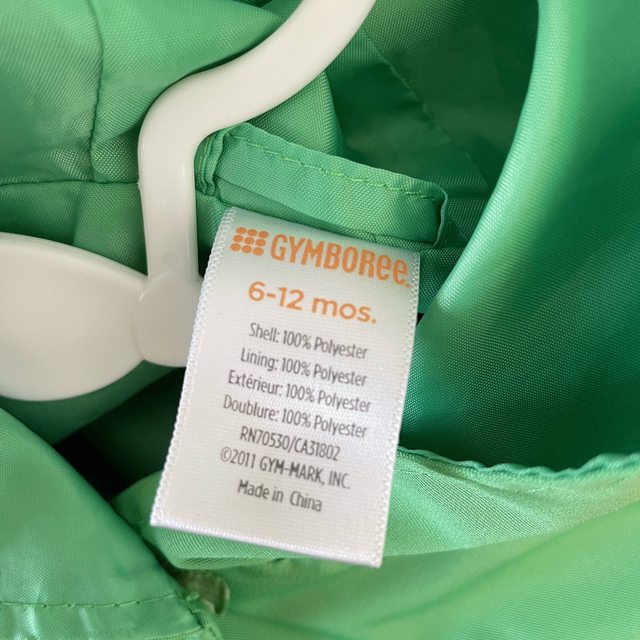 GYMBOREE
6-12 mos.
Shell: 100% Polyester
Lining: 100% Polyester
Extérieur: 100% Polyester
Doublure: 100% Polyester
RN70530/CA31802
©2011 GYM-MARK, INC.
Made in China